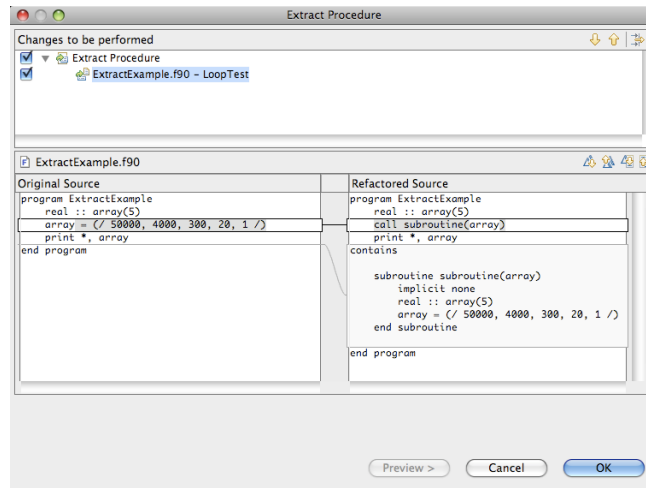 Extract Procedure
Changes to be performed
Extract Procedure
ExtractExample.f90 - LoopTest
F ExtractExample.f90
Original Source
program ExtractExample
real :: array(5)
array = (/ 50000, 4000, 300, 20, 1 /)
print *, array
end program
Refactored Source
program ExtractExample
real :: array(5)
call subroutine(array)
print *, array
contains
subroutine subroutine(array)
implicit none
real :: array(5)
array = (/ 50000, 4000, 300, 20, 1 /)
end subroutine
end program
Preview >
Cancel
OK